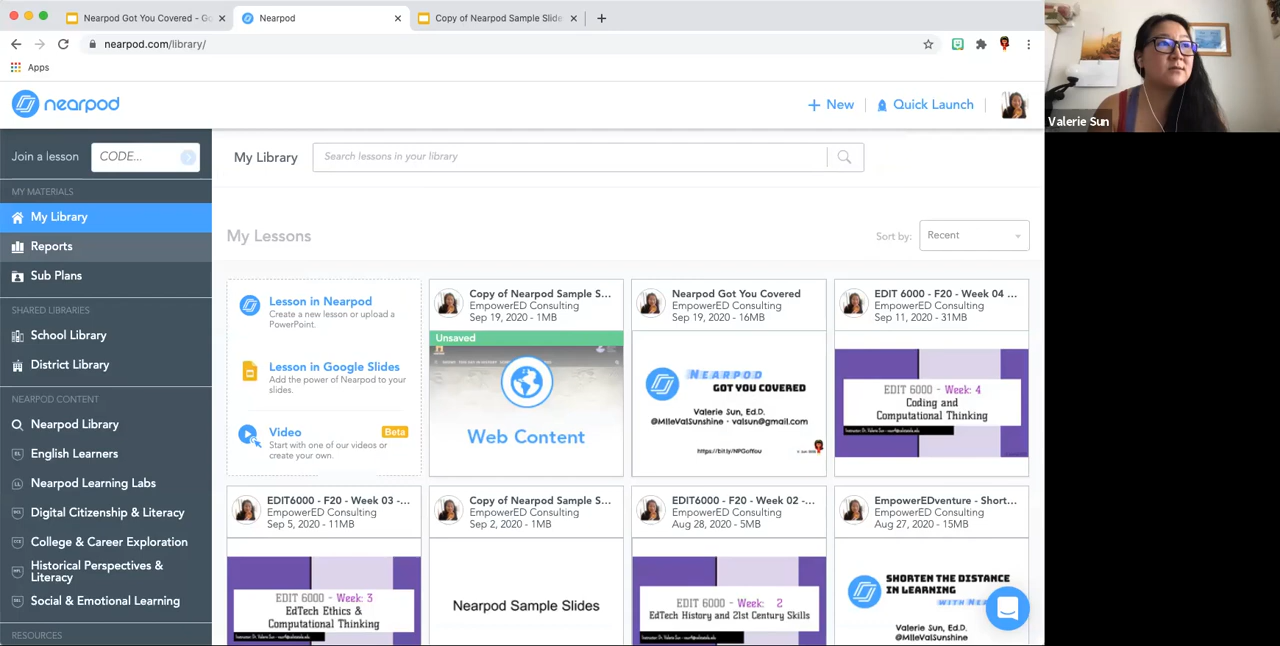 Nearpod Got You Covered - Go
Nearpod
Copy of Nearpod Sample Slide
nearpod.com/library/
Apps
nearpod
New
Quick Launch
Valerie Sun
Join a lesson
CODE...
My Library
Search lessons in your library
MY MATERIALS
My Library
Reports
Sub Plans
SHARED LIBRARIES
School Library
District Library
NEARPOD CONTENT
Nearpod Library
English Learners
Nearpod Learning Labs
Digital Citizenship & Literacy
College & Career Exploration
Historical Perspectives &
Literacy
Social & Emotional Learning
RESOURCES
My Lessons
Sort by:
Recent
Lesson in Nearpod
Create a new lesson or upload a
PowerPoint.
Lesson in Google Slides
Add the power of Nearpod to your
slides.
Video
Beta
Start with one of our videos or
create your own.
Copy of Nearpod Sample S...
EmpowerED Consulting
Sep 19, 2020 - 1MB
Unsaved
Web Content
Nearpod Got You Covered
EmpowerED Consulting
Sep 19, 2020 - 16MB
NEARPOD
GOT YOU COVERED
Valerie Sun, Ed.D.
@MlleValSunshine - valsun@gmail.com
https://bit.ly/NPGotYou
EDIT 6000 - F20 - Week 04 ...
EmpowerED Consulting
Sep 11, 2020 - 31MB
EDIT 6000 - Week: 4
Coding and
Computational Thinking
EDIT6000 - F20 - Week 03 -...
EmpowerED Consulting
Sep 5, 2020 - 11MB
EDIT 6000 - Week: 3
EdTech Ethics &
Computational Thinking
Copy of Nearpod Sample S...
EmpowerED Consulting
Sep 2, 2020 - 1MB
Nearpod Sample Slides
EDIT6000 - F20 - Week 02 -...
EmpowerED Consulting
Aug 28, 2020 - 5MB
EDIT 6000 - Week: 2
EdTech History and 21st Century Skills
EmpowerEDventure - Short...
EmpowerED Consulting
Aug 27, 2020 - 15MB
SHORTEN THE DISTANCE
IN LEARNING
Valerie Sun, Ed.D.
@MlleValSunshine